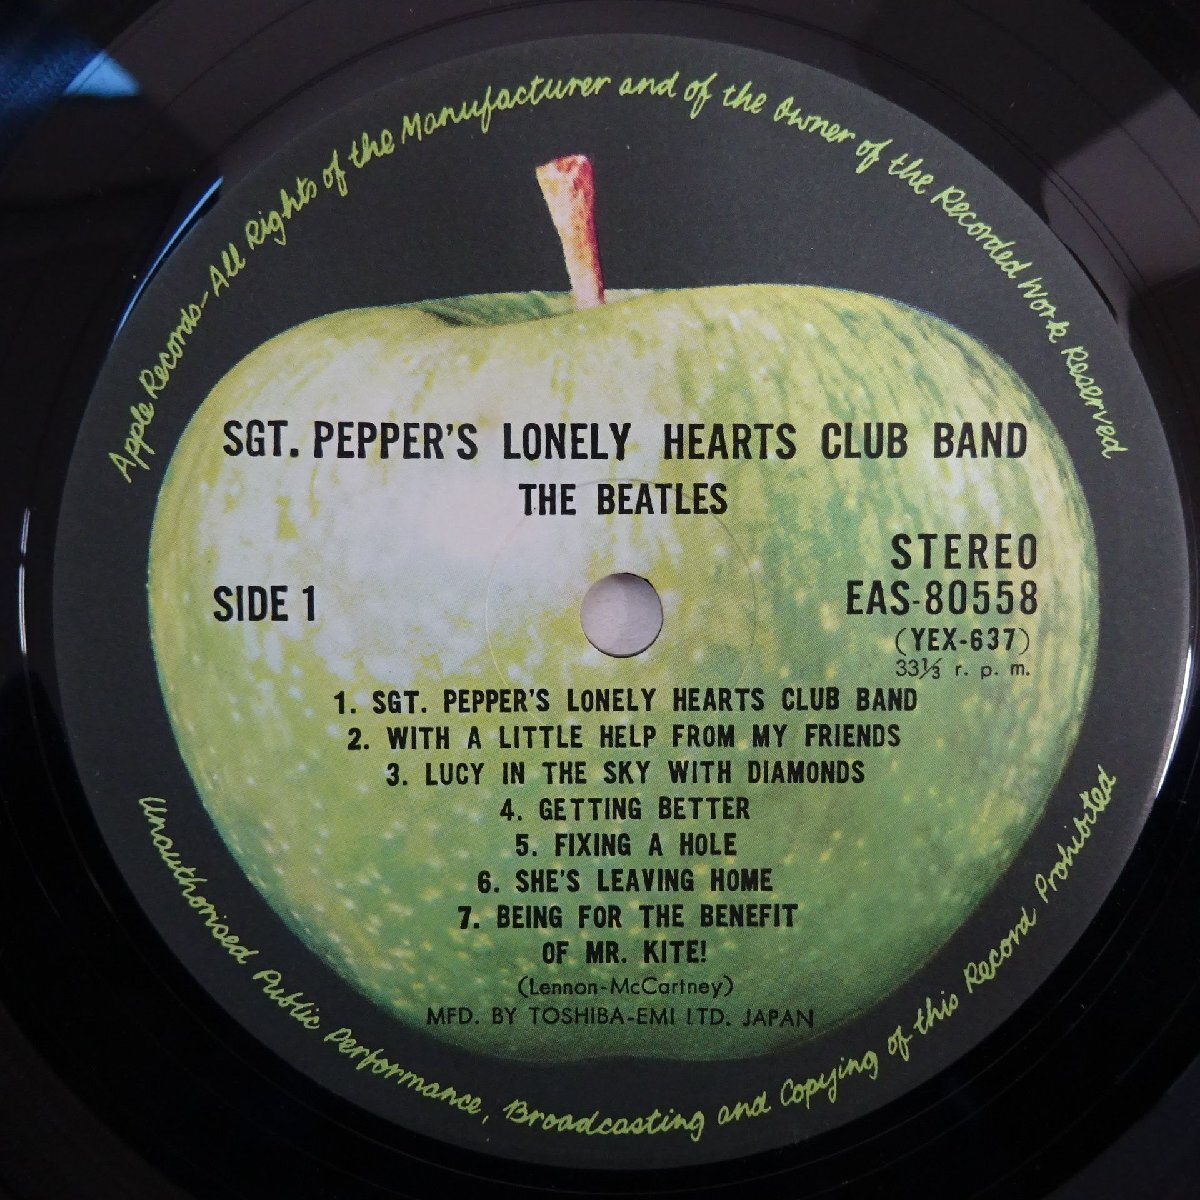 Apple Records-All Rights of the Manufacturer and of the Owner of the Recorded Work Reserved
SGT. PEPPER'S LONELY HEARTS CLUB BAND
THE BEATLES
STEREO
EAS-80558
SIDE 1
(YEX-637)
33⅓ r. p. m.
1. SGT. PEPPER'S LONELY HEARTS CLUB BAND
2. WITH A LITTLE HELP FROM MY FRIENDS
3. LUCY IN THE SKY WITH DIAMONDS
4. GETTING BETTER
5. FIXING A HOLE
6. SHE'S LEAVING HOME
7. BEING FOR THE BENEFIT
OF MR. KITE!
(Lennon-McCartney)
MFD. BY TOSHIBA-EMI LTD. JAPAN
Unauthorised Public Performance, Broadcasting and Copying of this Record Prohibited